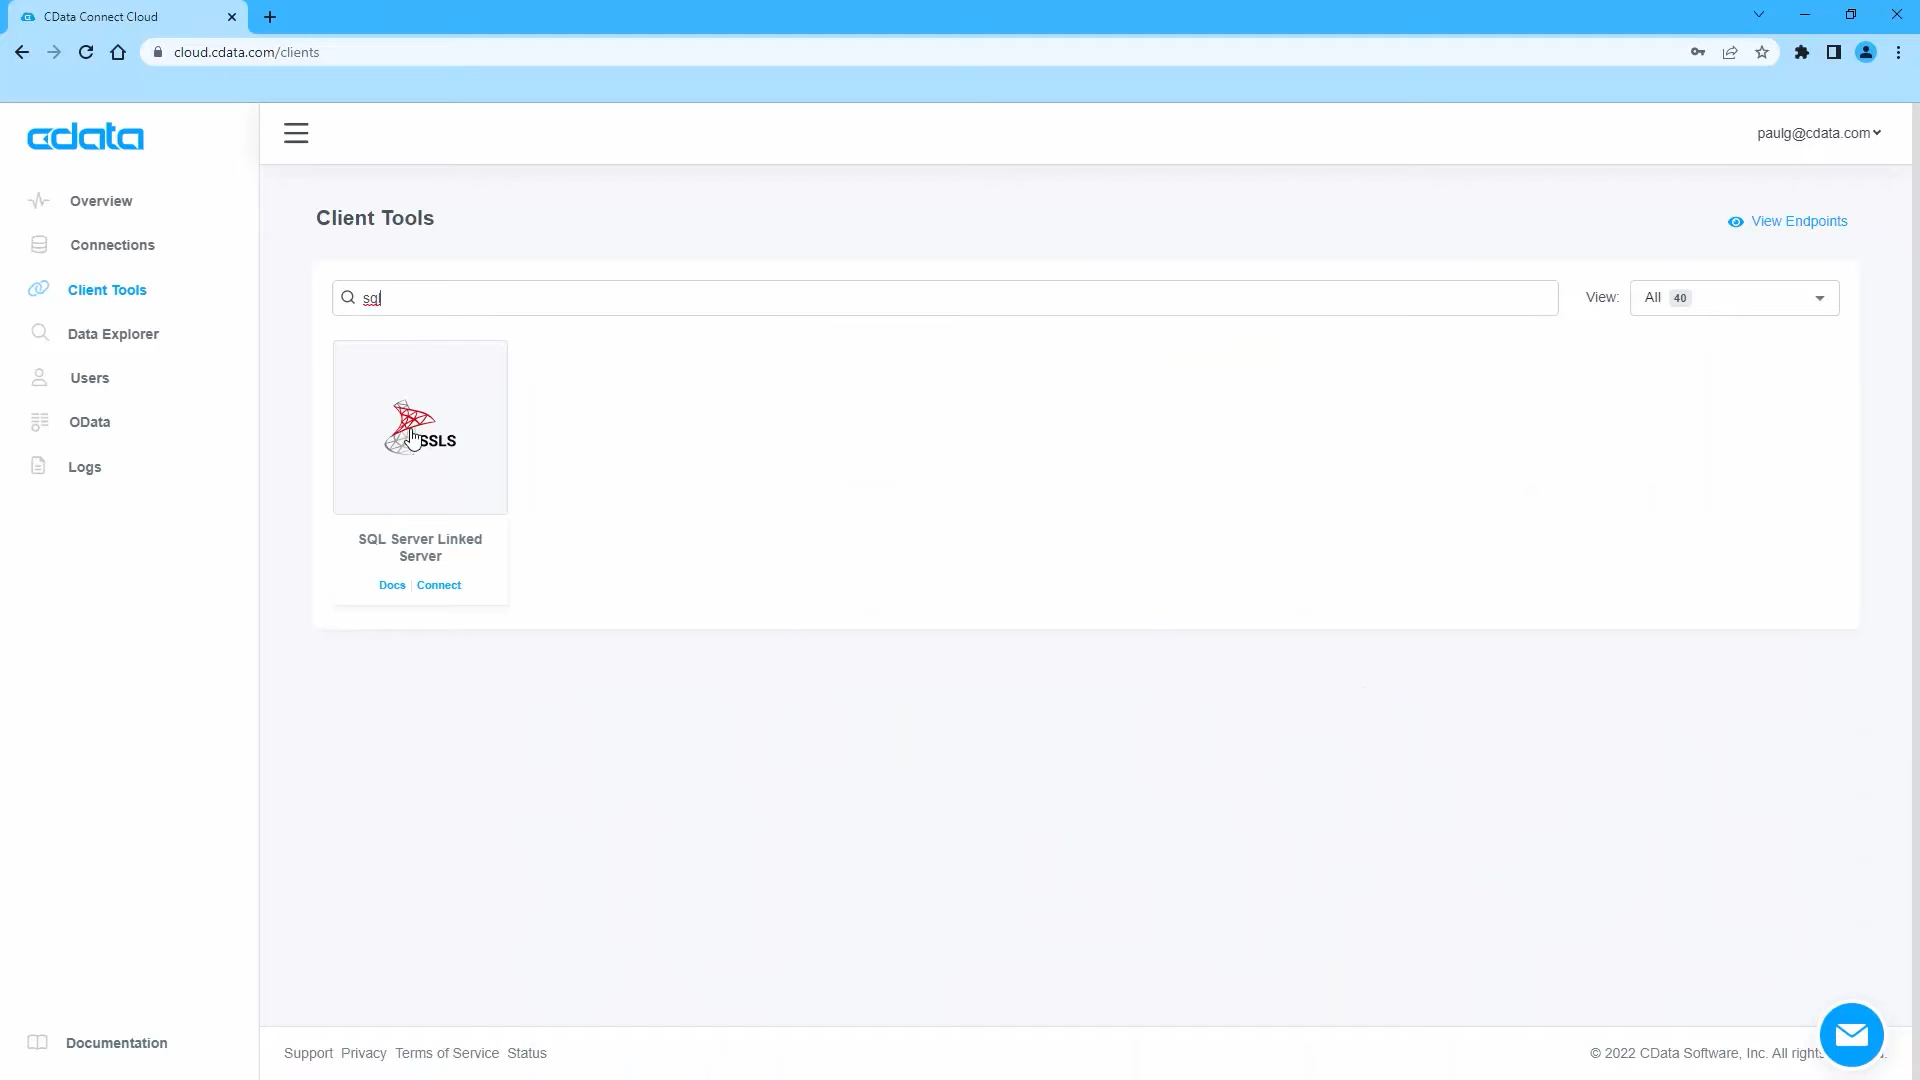 CData Connect Cloud
cloud.cdata.com/clients
cdata
paulg@cdata.com
Overview
Connections
Client Tools
Data Explorer
Users
OData
Logs
Documentation
Client Tools
View Endpoints
sql
View:
All 40
SSLS
SQL Server Linked
Server
Docs | Connect
Support Privacy Terms of Service Status
© 2022 CData Software, Inc. All rights